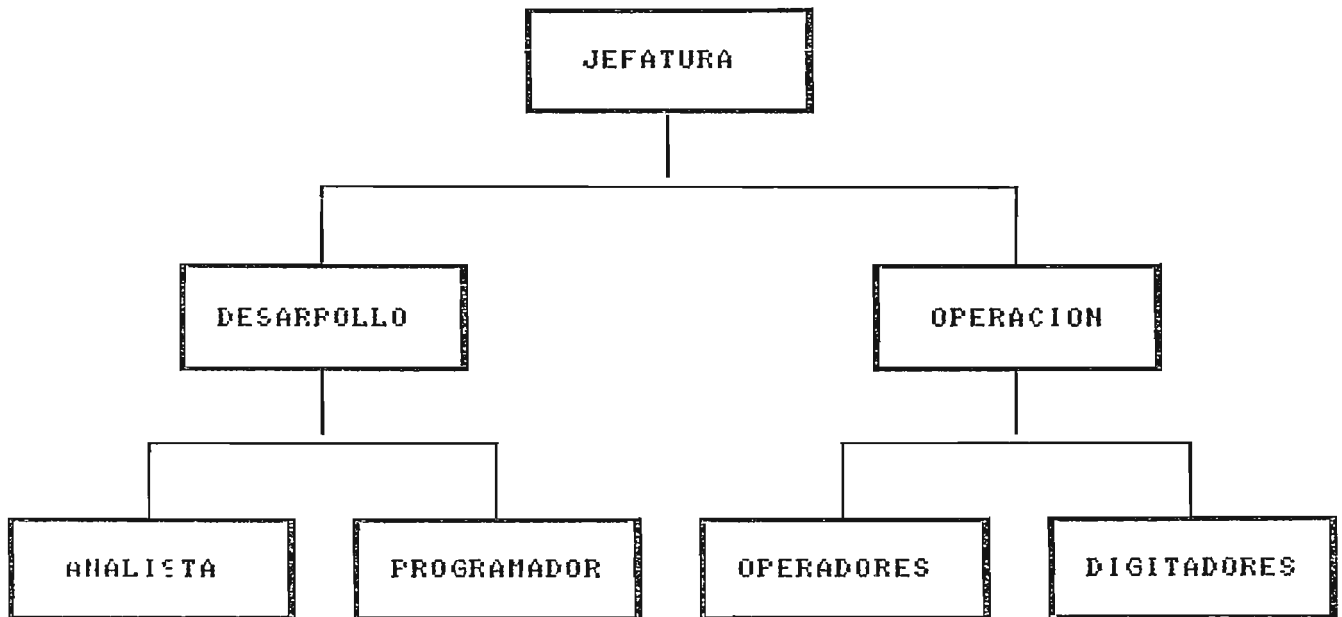 JEFATURA
DESARROLLO
OPERACION
ANALISTA
PROGRAMADOR
OPERADORES
DIGITADORES